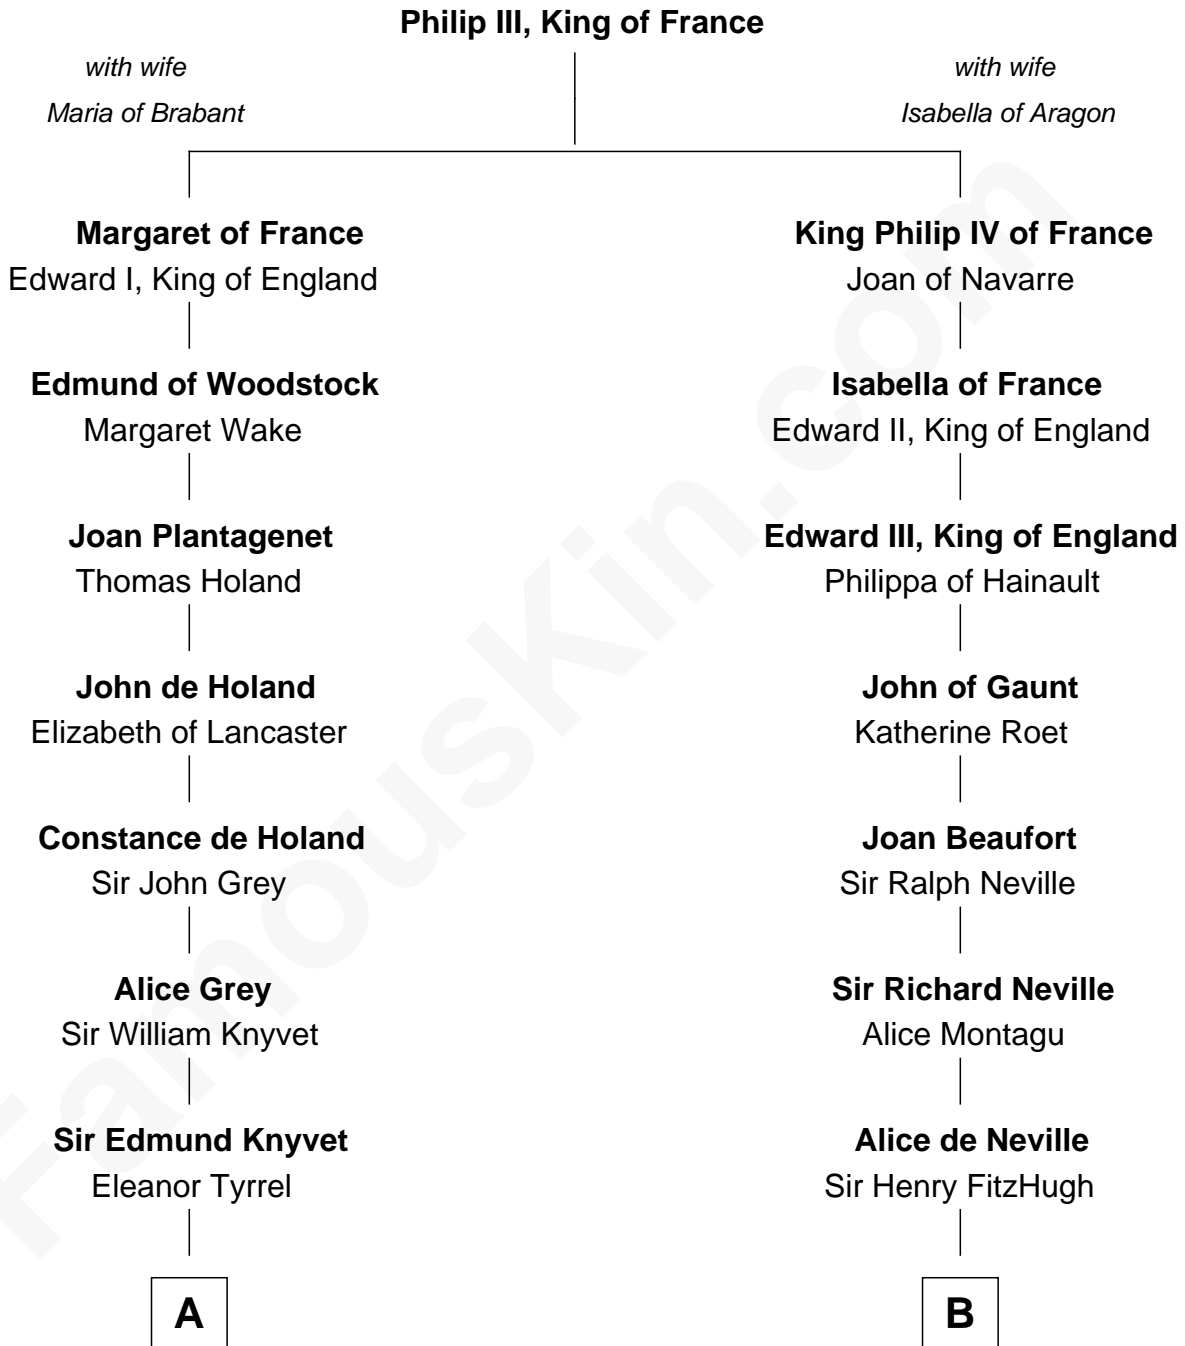 Philip III, King of France
with wife
Maria of Brabant
with wife
Isabella of Aragon
Margaret of France
Edward I, King of England
King Philip IV of France
Joan of Navarre
Edmund of Woodstock
Margaret Wake
Isabella of France
Edward II, King of England
Joan Plantagenet
Thomas Holand
Edward III, King of England
Philippa of Hainault
John de Holand
Elizabeth of Lancaster
John of Gaunt
Katherine Roet
Constance de Holand
Sir John Grey
Joan Beaufort
Sir Ralph Neville
Alice Grey
Sir William Knyvet
Sir Richard Neville
Alice Montagu
Sir Edmund Knyvet
Eleanor Tyrrel
Alice de Neville
Sir Henry FitzHugh
A
B
FamousKin.com